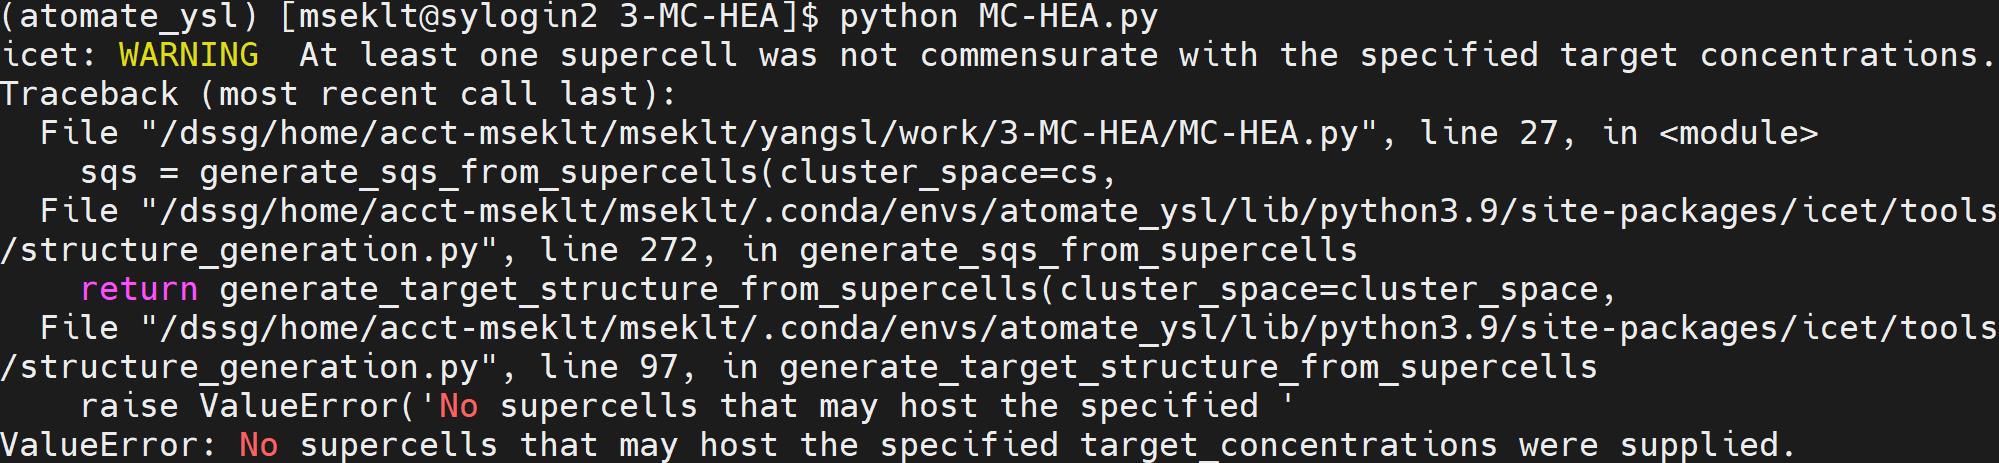 (atomate_ysl) [mseklt@sylogin2 3-MC-HEA]$ python MC-HEA.py
icet: WARNING  At least one supercell was not commensurate with the specified target concentrations.
Traceback (most recent call last):
  File "/dssg/home/acct-mseklt/mseklt/yangsl/work/3-MC-HEA/MC-HEA.py", line 27, in <module>
    sqs = generate_sqs_from_supercells(cluster_space=cs,
  File "/dssg/home/acct-mseklt/mseklt/.conda/envs/atomate_ysl/lib/python3.9/site-packages/icet/tools
/structure_generation.py", line 272, in generate_sqs_from_supercells
    return generate_target_structure_from_supercells(cluster_space=cluster_space,
  File "/dssg/home/acct-mseklt/mseklt/.conda/envs/atomate_ysl/lib/python3.9/site-packages/icet/tools
/structure_generation.py", line 97, in generate_target_structure_from_supercells
    raise ValueError('No supercells that may host the specified '
ValueError: No supercells that may host the specified target_concentrations were supplied.